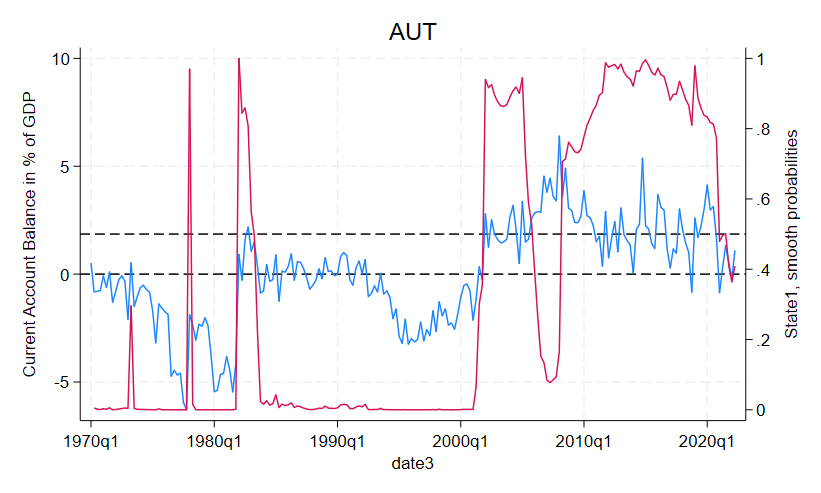 AUT
Current Account Balance in % of GDP
10
5
0
-5
State1, smooth probabilities
1
.8
.6
.4
.2
0
1970q1
1980q1
1990q1
2000q1
2010q1
2020q1
date3